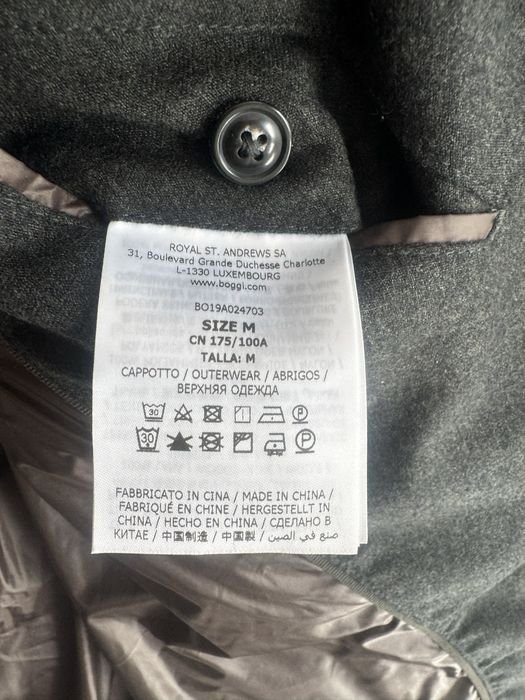 ROYAL ST. ANDREWS SA
31, Boulevard Grande Duchesse Charlotte
L-1330 LUXEMBOURG
www.boggi.com
BO19A024703
SIZE M
CN 175/100A
TALLA: M
CAPPOTTO / OUTERWEAR / ABRIGOS /
ВЕРХНЯЯ ОДЕЖДА
30 P
30 P
FABBRICATO IN CINA / MADE IN CHINA /
FABRIQUÉ EN CHINE / HERGESTELLT IN
CHINA / HECHO EN CHINA / СДЕЛАНО В
КИТАЕ / 中国制造 / 中國製 / صنع في الصين